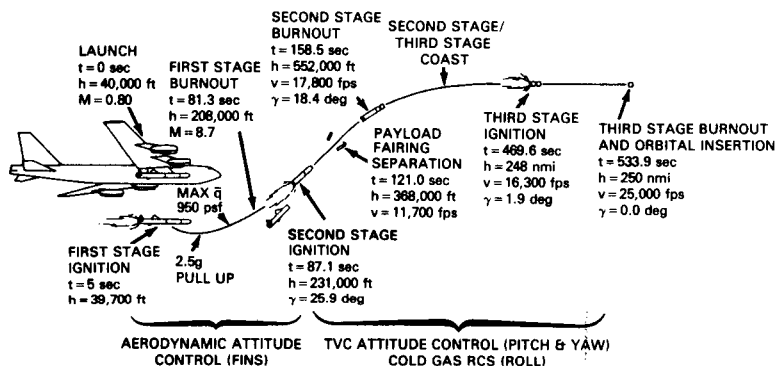 LAUNCH
t = 0 sec
h = 40,000 ft
M = 0.80
FIRST STAGE
BURNOUT
t = 81.3 sec
h = 208,000 ft
M = 8.7
SECOND STAGE
BURNOUT
t = 158.5 sec
h = 552,000 ft
v = 17,800 fps
γ = 18.4 deg
SECOND STAGE/
THIRD STAGE
COAST
THIRD STAGE
IGNITION
t = 469.6 sec
h = 248 nmi
v = 16,300 fps
γ = 1.9 deg
THIRD STAGE BURNOUT
AND ORBITAL INSERTION
t = 533.9 sec
h = 250 nmi
v = 25,000 fps
γ = 0.0 deg
PAYLOAD
FAIRING
SEPARATION
t = 121.0 sec
h = 368,000 ft
v = 11,700 fps
MAX q̄
950 psf
FIRST STAGE
IGNITION
t = 5 sec
h = 39,700 ft
2.5g
PULL UP
SECOND STAGE
IGNITION
t = 87.1 sec
h = 231,000 ft
γ = 25.9 deg
AERODYNAMIC ATTITUDE
CONTROL (FINS)
TVC ATTITUDE CONTROL (PITCH & YAW)
COLD GAS RCS (ROLL)